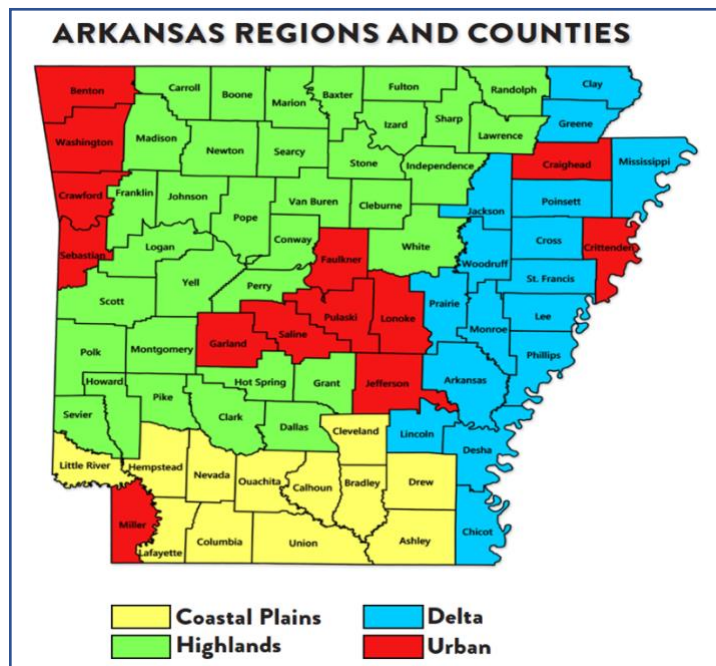 ARKANSAS REGIONS AND COUNTIES
Benton
Carroll
Boone
Marion
Baxter
Fulton
Randolph
Clay
Izard
Sharp
Lawrence
Greene
Washington
Madison
Newton
Searcy
Stone
Independence
Craighead
Mississippi
Crawford
Franklin
Johnson
Pope
Van Buren
Cleburne
Jackson
Poinsett
Sebastian
Logan
Conway
Faulkner
White
Woodruff
Cross
Crittenden
Scott
Yell
Perry
St. Francis
Polk
Montgomery
Garland
Saline
Pulaski
Lonoke
Prairie
Monroe
Lee
Phillips
Howard
Pike
Hot Spring
Grant
Jefferson
Arkansas
Sevier
Clark
Dallas
Cleveland
Lincoln
Desha
Little River
Hempstead
Nevada
Ouachita
Calhoun
Bradley
Drew
Miller
Lafayette
Columbia
Union
Ashley
Chicot
Coastal Plains
Delta
Highlands
Urban